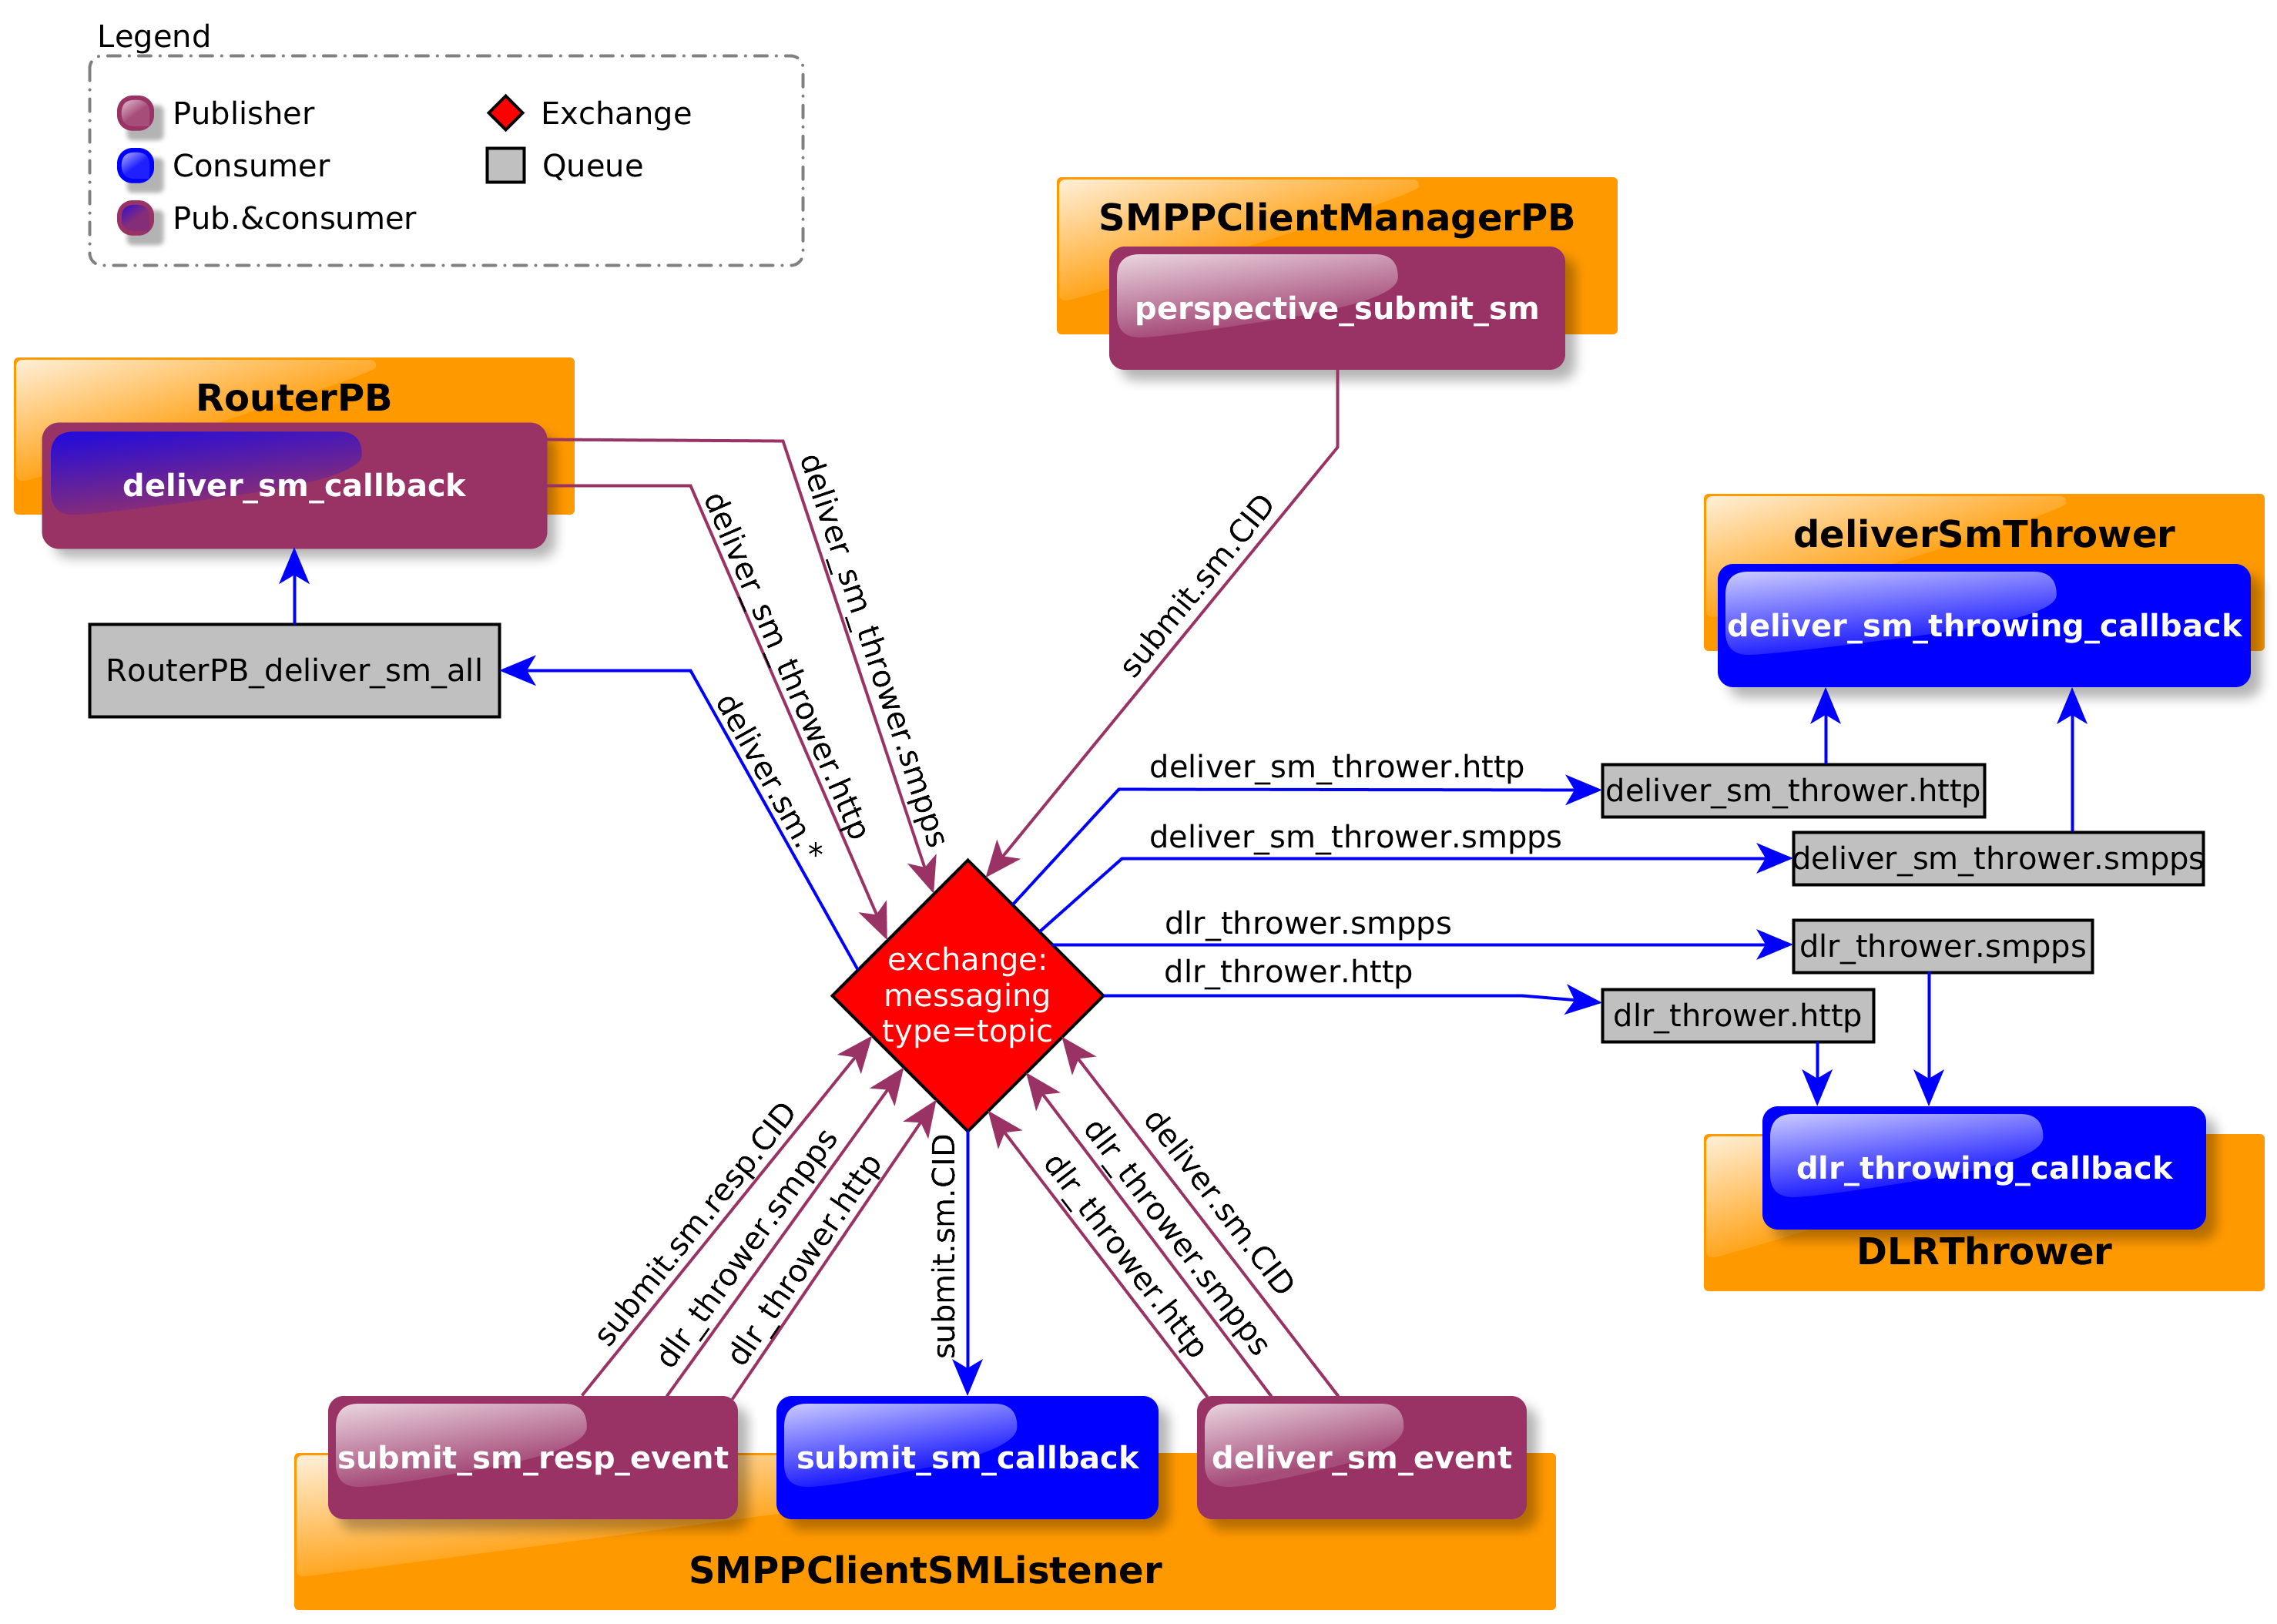 Legend
Publisher
Exchange
Consumer
Queue
Pub.&consumer
SMPPClientManagerPB
perspective_submit_sm
RouterPB
deliver_sm_callback
RouterPB_deliver_sm_all
deliver_sm_thrower.smpps
deliver_sm_thrower.http
deliver.sm.*
submit.sm.CID
deliverSmThrower
deliver_sm_throwing_callback
deliver_sm_thrower.http
deliver_sm_thrower.http
deliver_sm_thrower.smpps
deliver_sm_thrower.smpps
dlr_thrower.smpps
dlr_thrower.smpps
dlr_thrower.http
dlr_thrower.http
exchange:
messaging
type=topic
dlr_throwing_callback
DLRThrower
submit.sm.resp.CID
dlr_thrower.smpps
dlr_thrower.http
submit.sm.CID
dlr_thrower.http
dlr_thrower.smpps
deliver.sm.CID
submit_sm_resp_event
submit_sm_callback
deliver_sm_event
SMPPClientSMListener